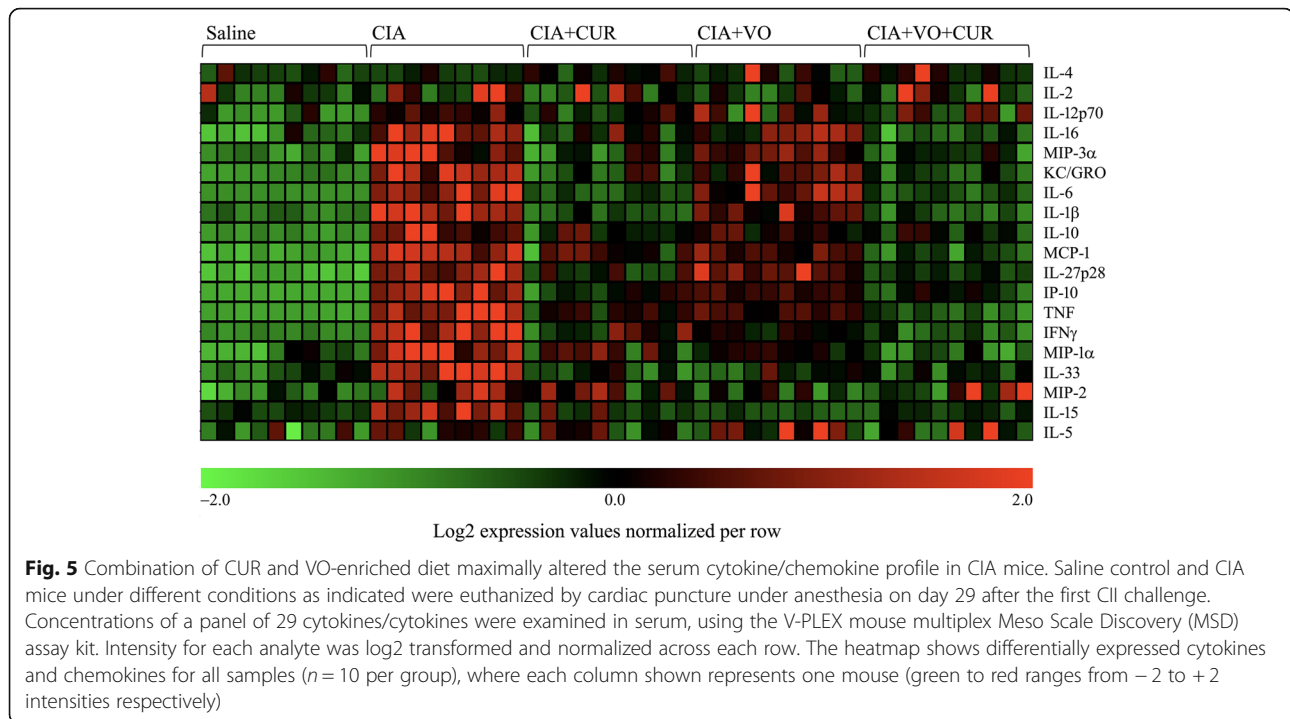 Saline CIA CIA+CUR CIA+VO CIA+VO+CUR
IL-4
IL-2
IL-12p70
IL-16
MIP-3α
KC/GRO
IL-6
IL-1β
IL-10
MCP-1
IL-27p28
IP-10
TNF
IFNγ
MIP-1α
IL-33
MIP-2
IL-15
IL-5
−2.0 0.0 2.0
Log2 expression values normalized per row
Fig. 5 Combination of CUR and VO-enriched diet maximally altered the serum cytokine/chemokine profile in CIA mice. Saline control and CIA
mice under different conditions as indicated were euthanized by cardiac puncture under anesthesia on day 29 after the first CII challenge.
Concentrations of a panel of 29 cytokines/cytokines were examined in serum, using the V-PLEX mouse multiplex Meso Scale Discovery (MSD)
assay kit. Intensity for each analyte was log2 transformed and normalized across each row. The heatmap shows differentially expressed cytokines
and chemokines for all samples (n = 10 per group), where each column shown represents one mouse (green to red ranges from − 2 to + 2
intensities respectively)